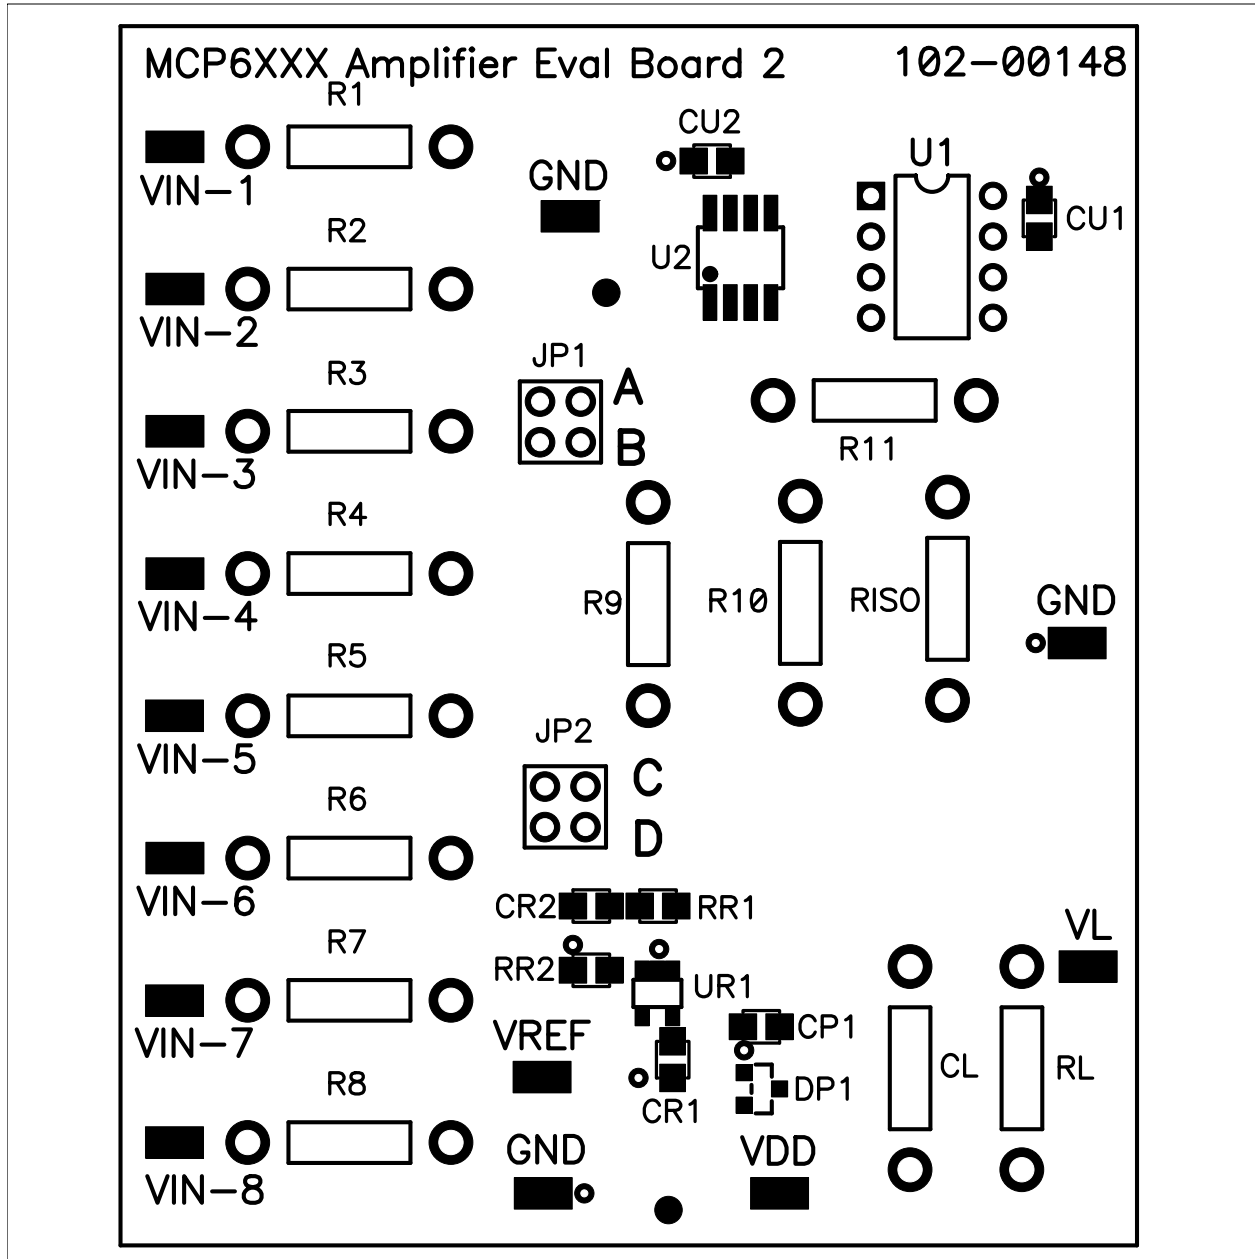 MCP6XXX Amplifier Eval Board 2
102-00148
R1
CU2
U1
VIN-1
GND
CU1
R2
U2
VIN-2
JP1
R3
A
B
R11
VIN-3
R4
R9
R10
RISO
GND
VIN-4
R5
JP2
VIN-5
C
R6
D
VIN-6
CR2
RR1
VL
R7
RR2
UR1
VREF
CP1
VIN-7
CL
RL
R8
DP1
CR1
GND
VDD
VIN-8